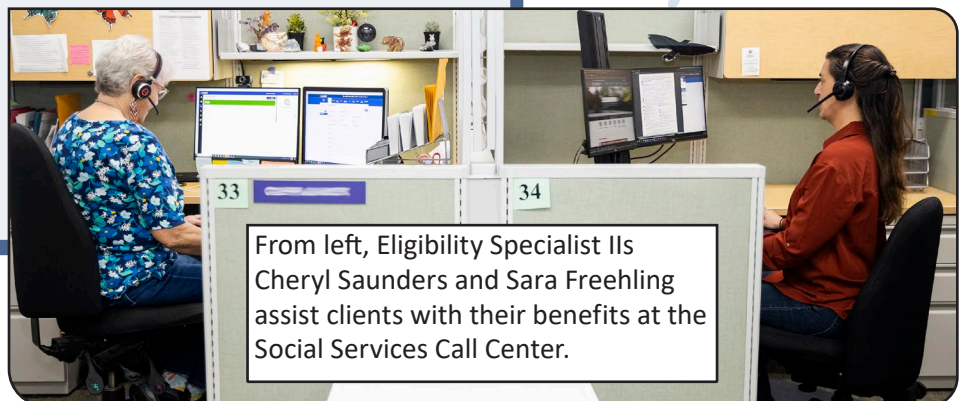 33
34
From left, Eligibility Specialist IIs
Cheryl Saunders and Sara Freehling
assist clients with their benefits at the
Social Services Call Center.